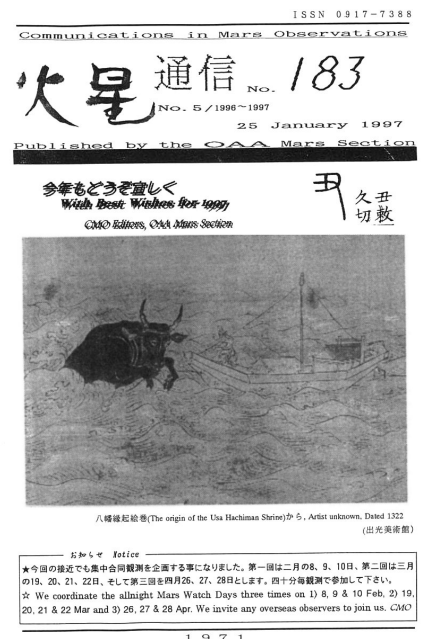 ISSN 0917-7388
Communications in Mars Observations
火星 通信 No. 183
No. 5/1996~1997
25 January 1997
Published by the OAA Mars Section
今年もどうぞ宜しく
With Best Wishes for 1997
CMO Editors, OAA Mars Section
丑
久切
八幡縁起絵巻(The origin of the Usa Hachiman Shrine)から, Artist unknown, Dated 1322
(出光美術館)
お知らせ Notice
★今回の接近でも集中合同観測を企画する事になりました。第一回は二月の8、9、10日、第二回は三月
の19、20、21、22日、そして第三回を四月26、27、28日とします。四十分毎観測で参加して下さい。
☆ We coordinate the allnight Mars Watch Days three times on 1) 8, 9 & 10 Feb, 2) 19,
20, 21 & 22 Mar and 3) 26, 27 & 28 Apr. We invite any overseas observers to join us. CMO
1971